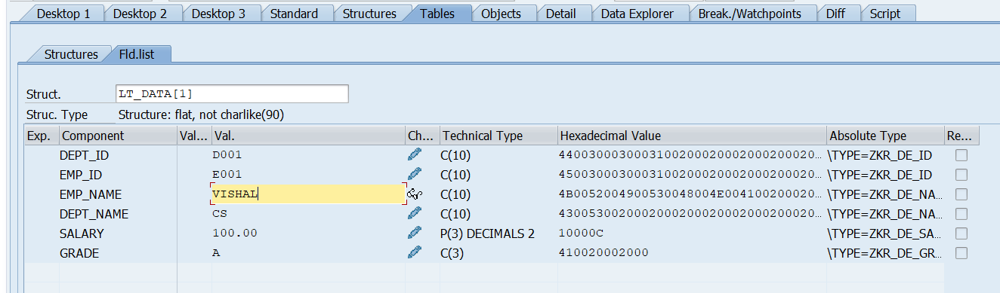 Desktop 1 Desktop 2 Desktop 3 Standard Structures Tables Objects Detail Data Explorer Break./Watchpoints Diff Script
Structures Fld.list
Struct. LT_DATA[1]
Struc. Type Structure: flat, not charlike(90)
Exp. Component Val... Val. Ch... Technical Type Hexadecimal Value Absolute Type Re...
DEPT_ID D001 C(10) 4400300030003100200020002000200020... \TYPE=ZKR_DE_ID
EMP_ID E001 C(10) 4500300030003100200020002000200020... \TYPE=ZKR_DE_ID
EMP_NAME VISHAL C(10) 4B0052004900530048004E004100200020... \TYPE=ZKR_DE_NA...
DEPT_NAME CS C(10) 4300530020002000200020002000200020... \TYPE=ZKR_DE_NA...
SALARY 100.00 P(3) DECIMALS 2 10000C \TYPE=ZKR_DE_SA...
GRADE A C(3) 410020002000 \TYPE=ZKR_DE_GR...